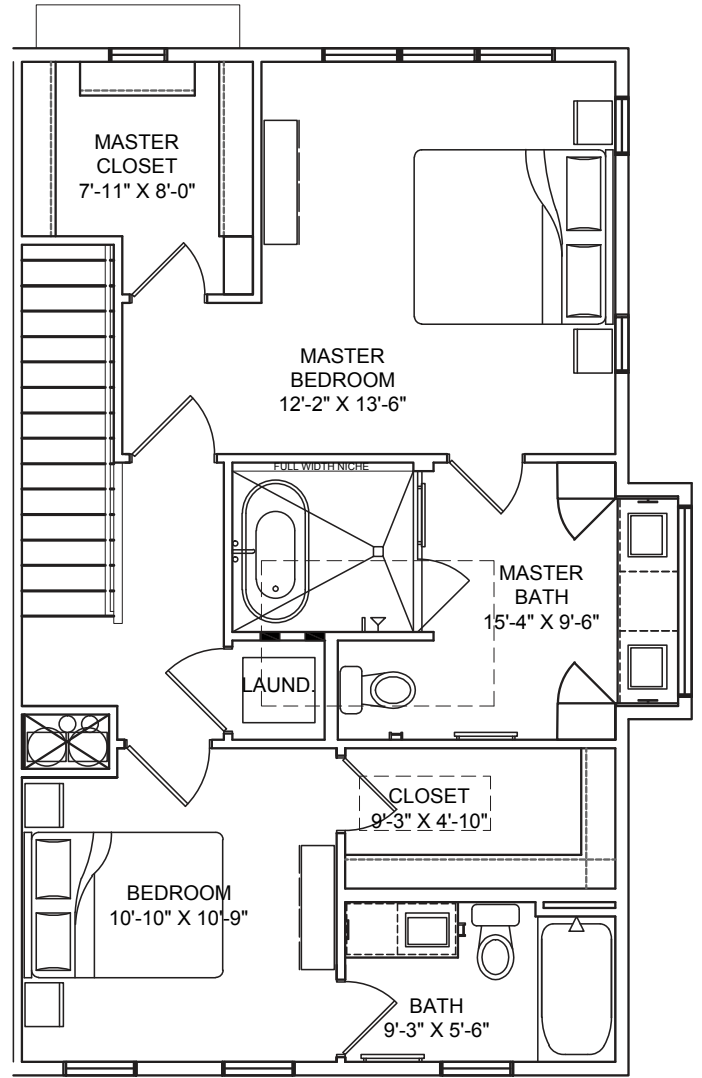 MASTER
CLOSET
7'-11" X 8'-0"
MASTER
BEDROOM
12'-2" X 13'-6"
FULL WIDTH NICHE
MASTER
BATH
15'-4" X 9'-6"
LAUND.
CLOSET
9'-3" X 4'-10"
BEDROOM
10'-10" X 10'-9"
BATH
9'-3" X 5'-6"